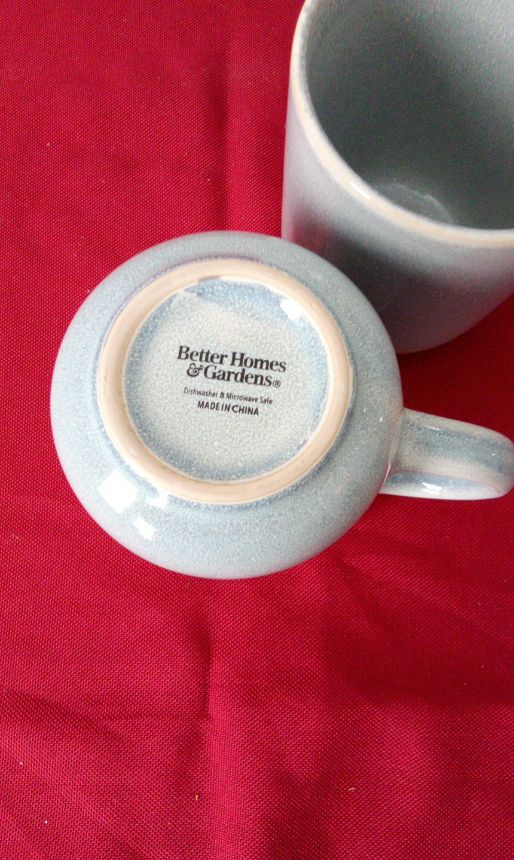 Better Homes
& Gardens®
Dishwasher & Microwave Safe
MADE IN CHINA